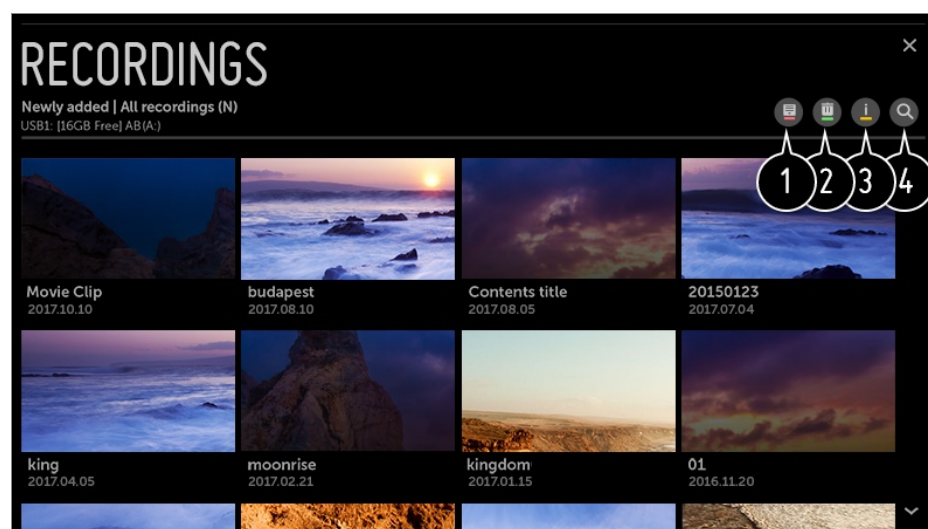 RECORDINGS
Newly added | All recordings (N)
USB1: [16GB Free] AB(A:)
1 2 3 4
Movie Clip budapest Contents title 20150123
2017.10.10 2017.08.10 2017.08.05 2017.07.04
king moonrise kingdom 01
2017.04.05 2017.02.21 2017.01.15 2016.11.20